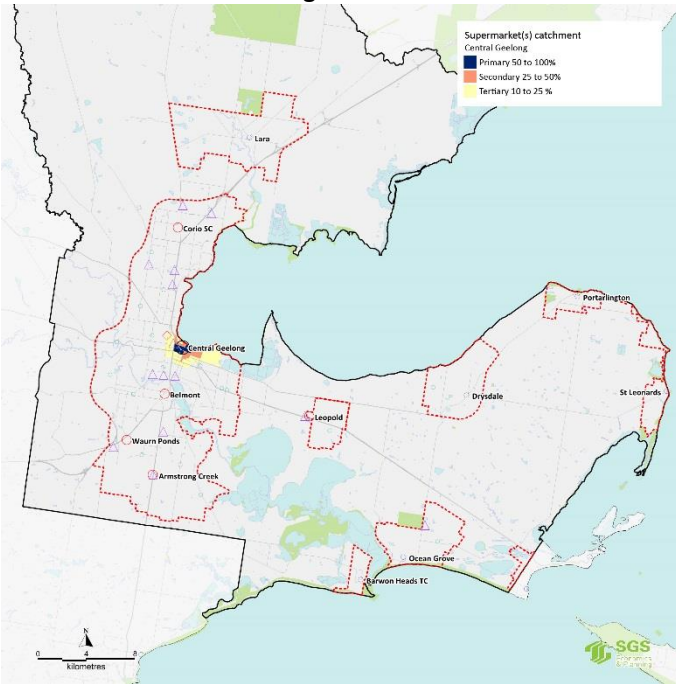 Supermarket(s) catchment
Central Geelong
Primary 50 to 100%
Secondary 25 to 50%
Tertiary 10 to 25 %
Lara
Corio SC
Portarlington
Central Geelong
Drysdale
St Leonards
Belmont
Leopold
Waurn Ponds
Armstrong Creek
Ocean Grove
Barwon Heads TC
N
0 4 8
kilometres
SGS
Economics
& Planning